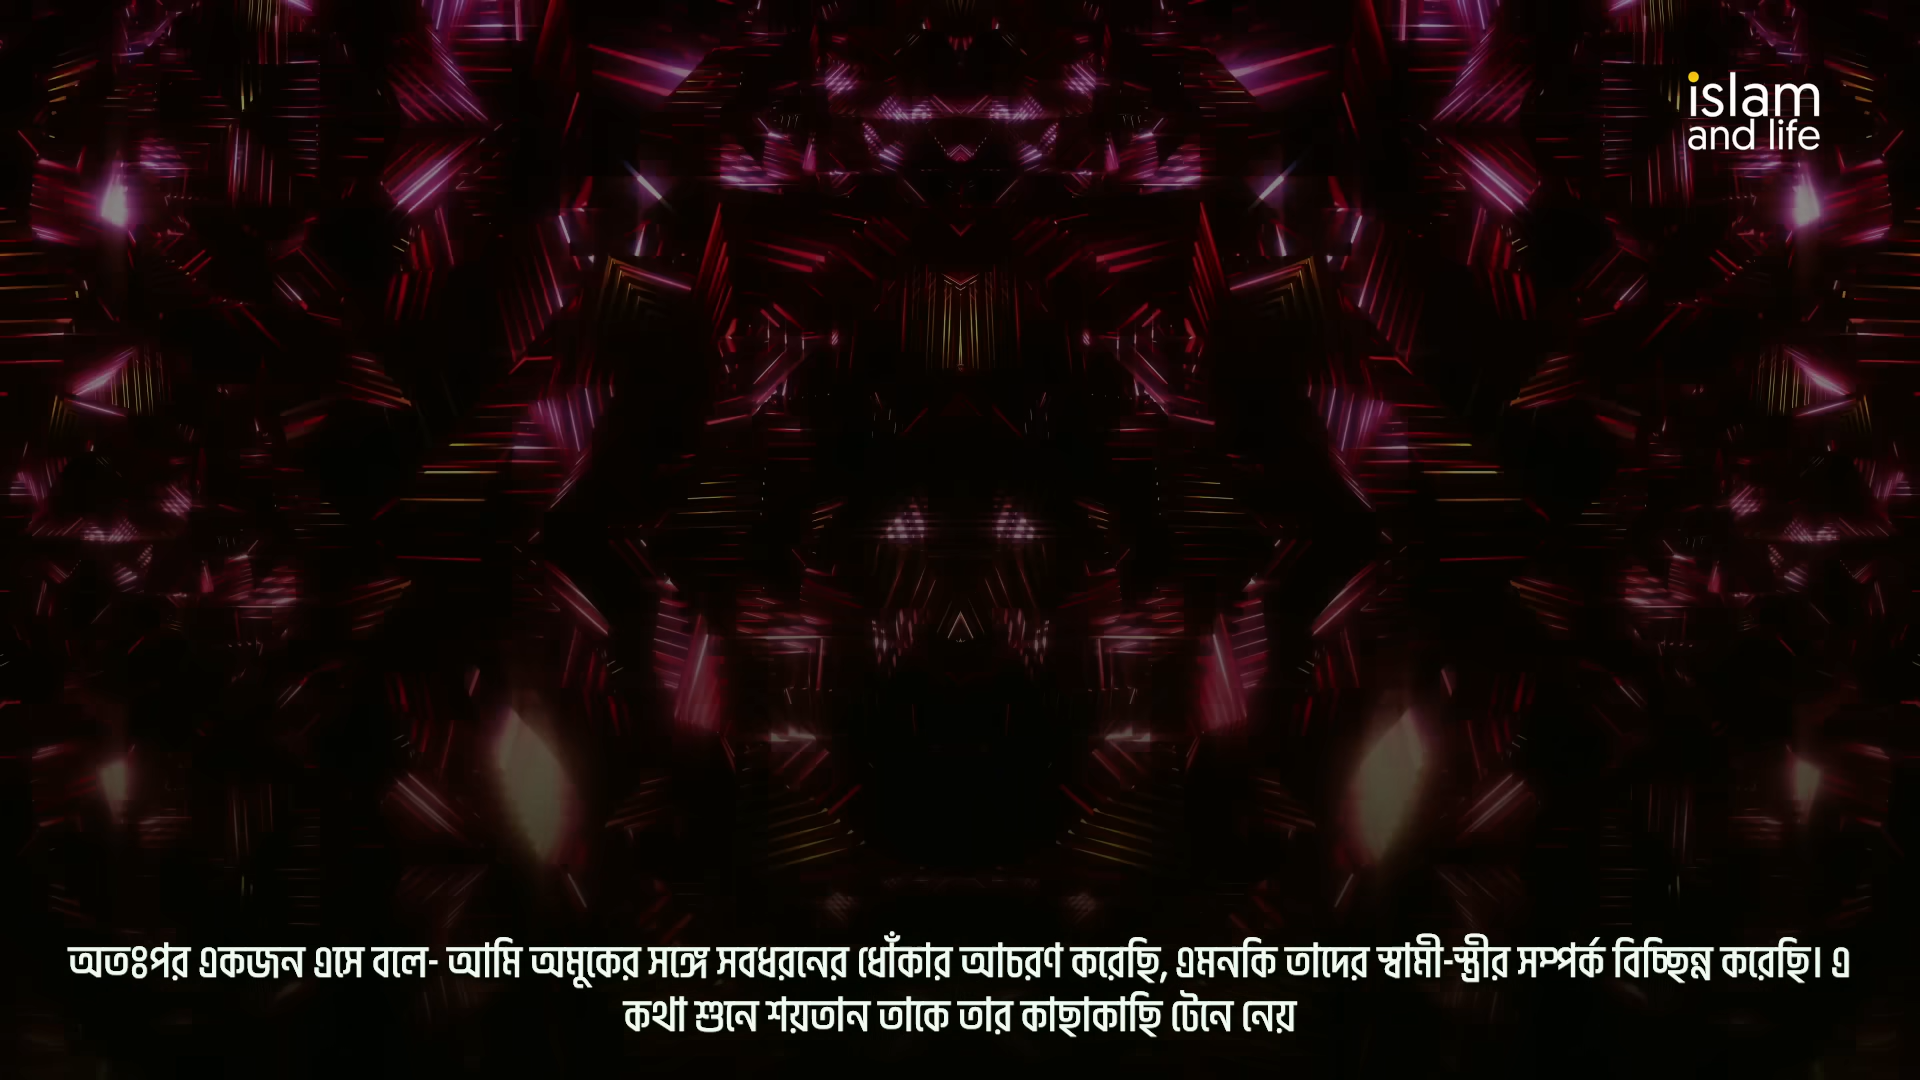 islam
and life
অতঃপর একজন এসে বলে- আমি অমুকের সঙ্গে সবধরনের ধোঁকার আচরণ করেছি, এমনকি তাদের স্বামী-স্ত্রীর সম্পর্ক বিচ্ছিন্ন করেছি। এ
কথা শুনে শয়তান তাকে তার কাছাকাছি টেনে নেয়